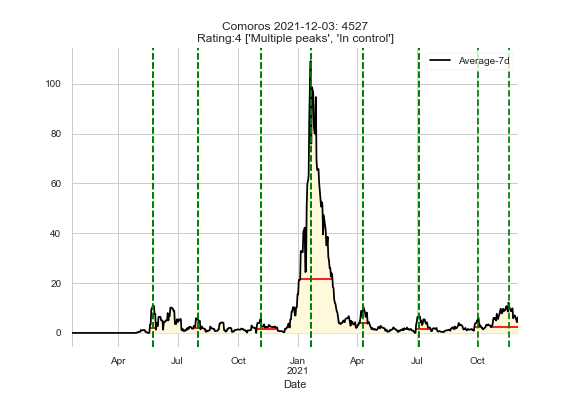 Comoros 2021-12-03: 4527
Rating:4 ['Multiple peaks', 'In control']
Average-7d
100
80
60
40
20
0
Apr
Jul
Oct
Jan
2021
Apr
Jul
Oct
Date